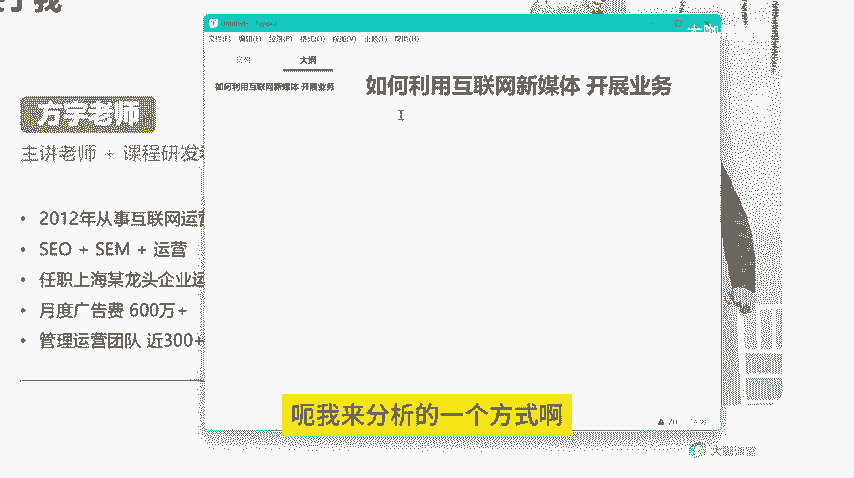 Untitled - Typora
文件(F) 编辑(E) 段落(P) 格式(O) 视图(V) 主题(T) 帮助(H)
文件 大纲
如何利用互联网新媒体 开展业务
如何利用互联网新媒体 开展业务
方宇老师
主讲老师 + 课程研发
• 2012年从事互联网运营
• SEO + SEM + 运营
• 任职上海某龙头企业运
• 月度广告费 600万+
• 管理运营团队 近300+
呃我来分析的一个方式啊